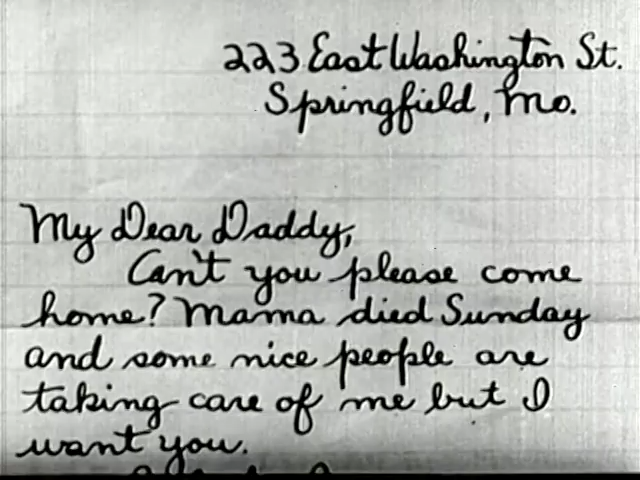 223 East Washington St.
Springfield, Mo.
My Dear Daddy,
Can't you please come
home? Mama died Sunday
and some nice people are
taking care of me but I
want you.